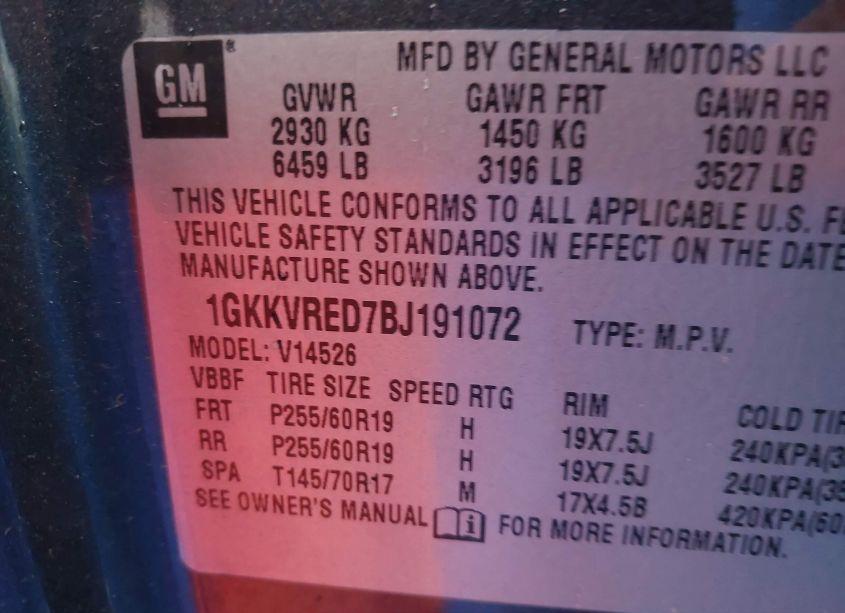 GM®
MFD BY GENERAL MOTORS LLC
GVWR GAWR FRT GAWR RR
2930 KG 1450 KG 1600 KG
6459 LB 3196 LB 3527 LB
THIS VEHICLE CONFORMS TO ALL APPLICABLE U.S.
VEHICLE SAFETY STANDARDS IN EFFECT ON THE DATE
MANUFACTURE SHOWN ABOVE.
1GKKVRED7BJ191072 TYPE: M.P.V.
MODEL: V14526
VBBF TIRE SIZE SPEED RTG RIM COLD
FRT P255/60R19 H 19X7.5J 240KPA
RR P255/60R19 H 19X7.5J 240KPA
SPA T145/70R17 M 17X4.5B 420KPA
SEE OWNER'S MANUAL i FOR MORE INFORMATION.